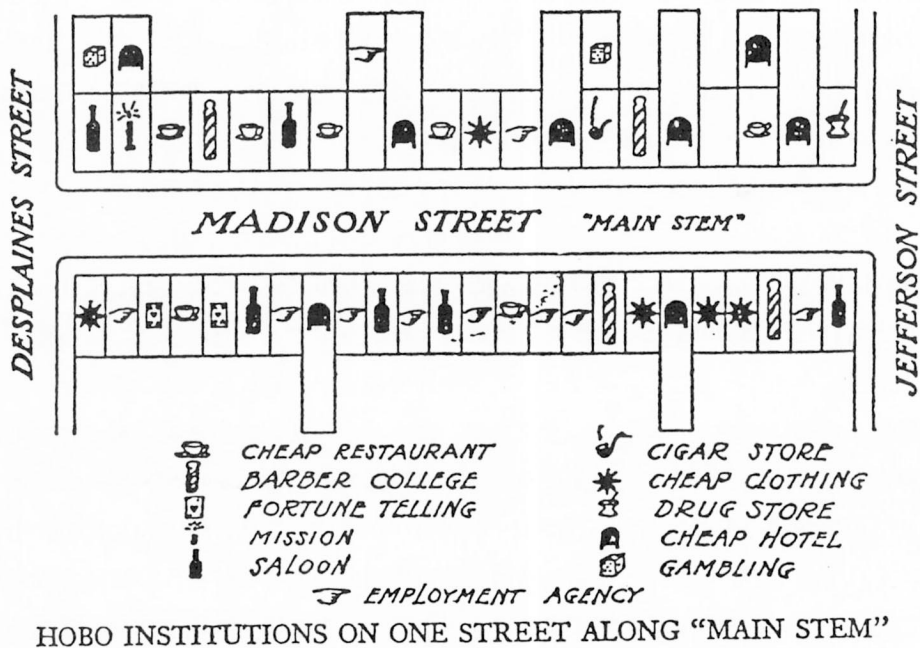 DESPLAINES STREET
MADISON STREET "MAIN STEM"
JEFFERSON STREET
CHEAP RESTAURANT
BARBER COLLEGE
FORTUNE TELLING
MISSION
SALOON
CIGAR STORE
CHEAP CLOTHING
DRUG STORE
CHEAP HOTEL
GAMBLING
EMPLOYMENT AGENCY
HOBO INSTITUTIONS ON ONE STREET ALONG "MAIN STEM"